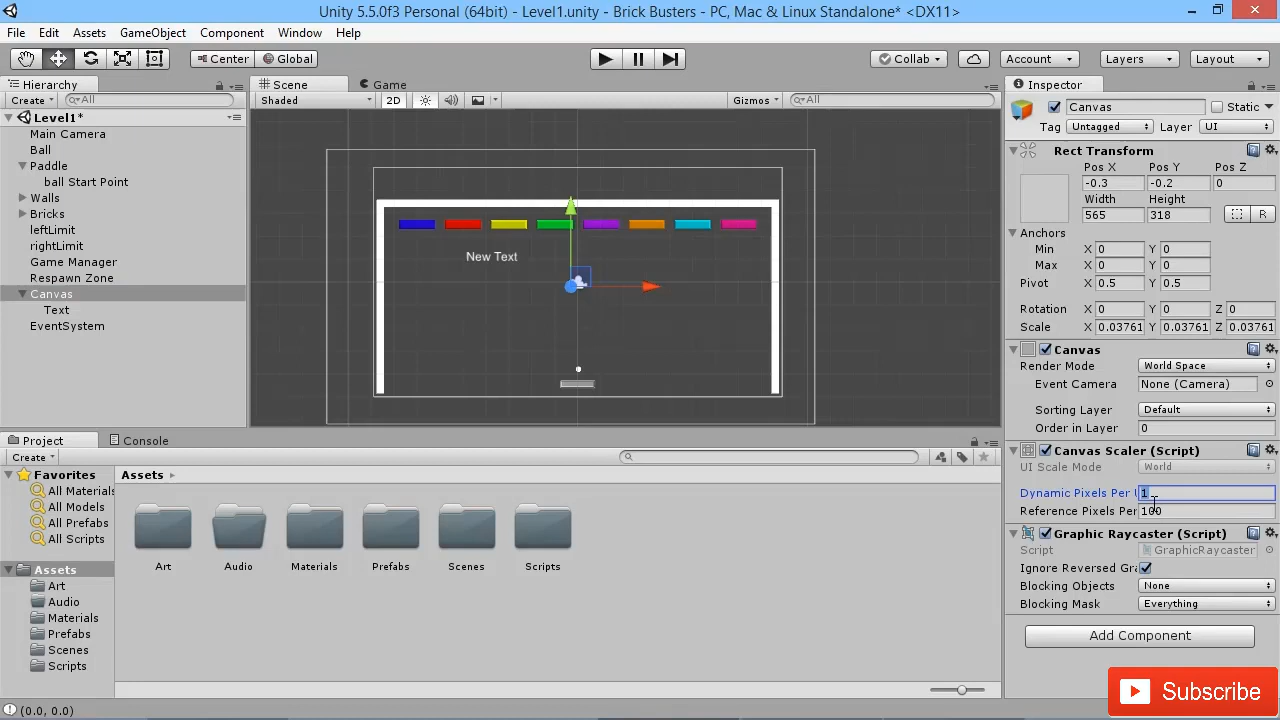 Unity 5.5.0f3 Personal (64bit) - Level1.unity - Brick Busters - PC, Mac & Linux Standalone* <DX11>
File Edit Assets GameObject Component Window Help
Center Global Collab Account Layers Layout
Hierarchy
Create All
Level1*
Main Camera
Ball
Paddle
ball Start Point
Walls
Bricks
leftLimit
rightLimit
Game Manager
Respawn Zone
Canvas
Text
EventSystem
Scene Game
Shaded 2D Gizmos All
New Text
Inspector
Canvas Static
Tag Untagged Layer UI
Rect Transform
Pos X Pos Y Pos Z
-0.3 -0.2 0
Width Height
565 318 R
Anchors
Min X 0 Y 0
Max X 0 Y 0
Pivot X 0.5 Y 0.5
Rotation X 0 Y 0 Z 0
Scale X 0.03761 Y 0.03761 Z 0.03761
Canvas
Render Mode World Space
Event Camera None (Camera)
Sorting Layer Default
Order in Layer 0
Canvas Scaler (Script)
UI Scale Mode World
Dynamic Pixels Per 1
Reference Pixels Per 100
Graphic Raycaster (Script)
Script GraphicRaycaster
Ignore Reversed Gra
Blocking Objects None
Blocking Mask Everything
Add Component
Project Console
Create
Favorites
All Materials
All Models
All Prefabs
All Scripts
Assets
Art
Audio
Materials
Prefabs
Scenes
Scripts
Assets
Art Audio Materials Prefabs Scenes Scripts
(0.0, 0.0)
Subscribe